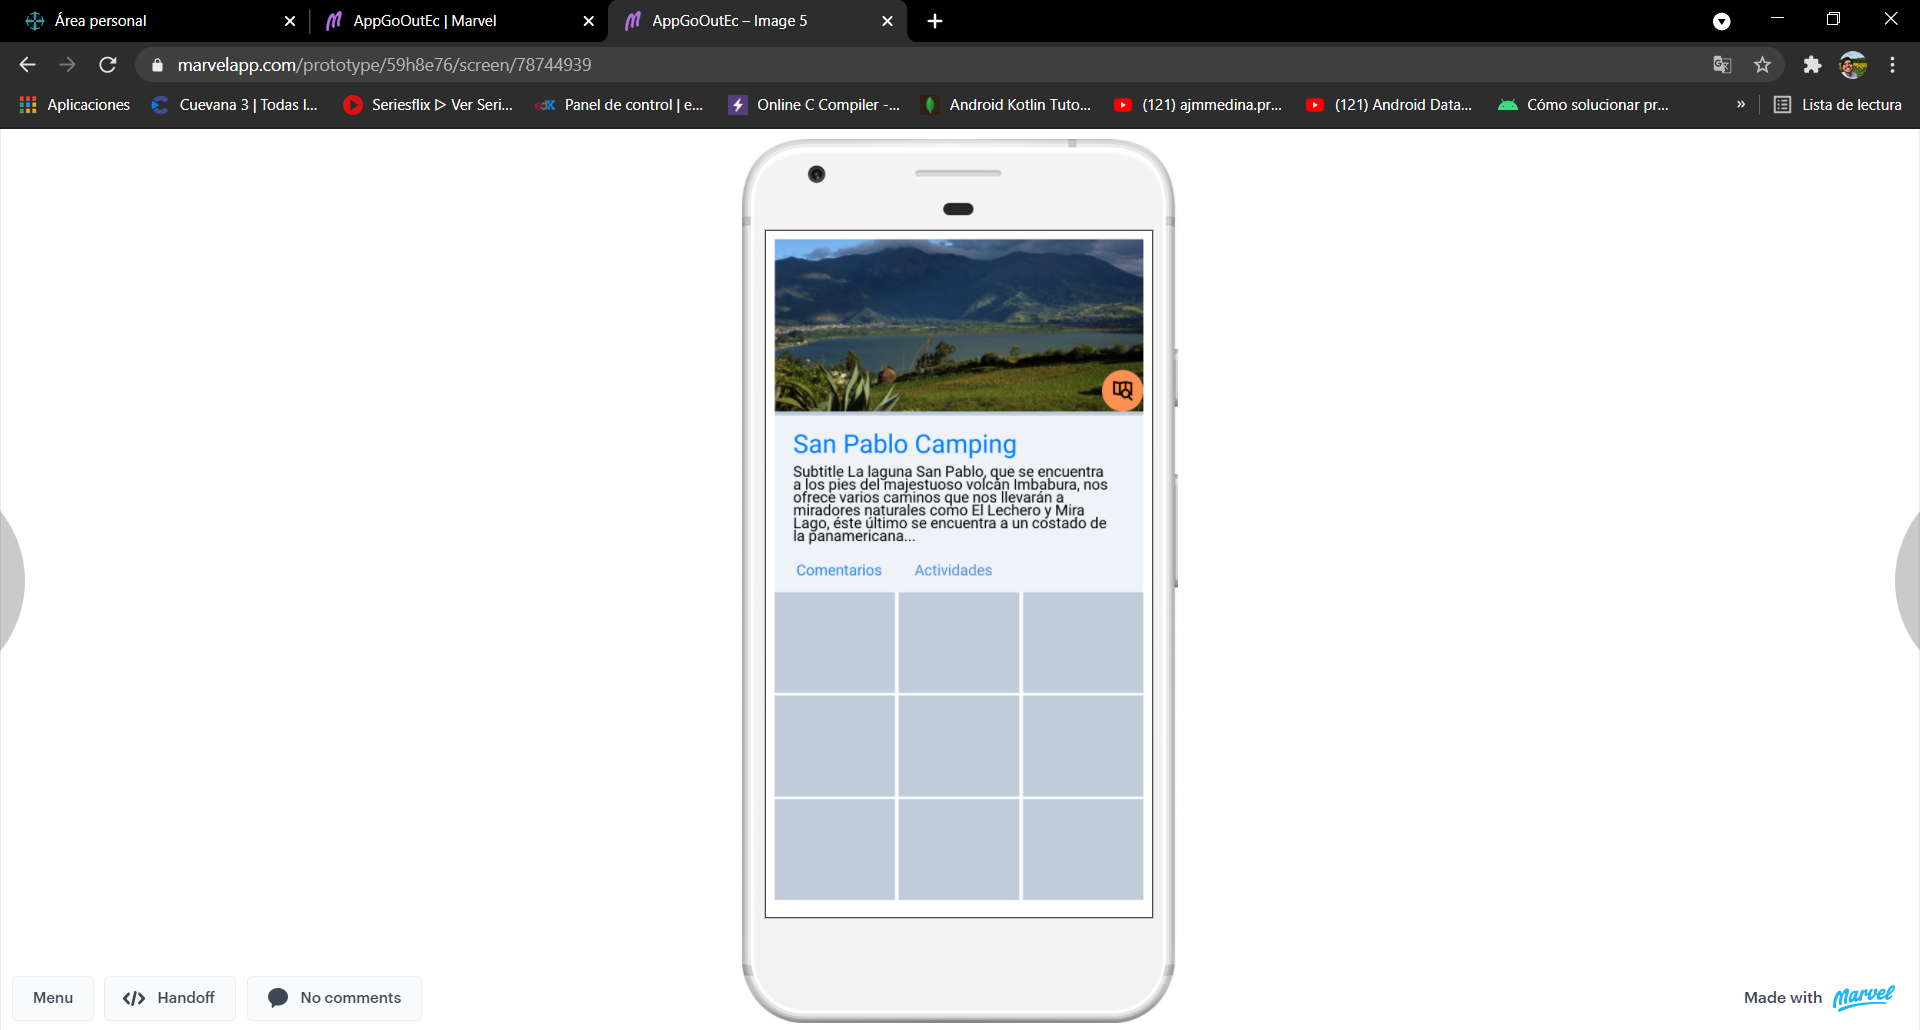 Área personal
AppGoOutEc | Marvel
AppGoOutEc – Image 5
marvelapp.com/prototype/59h8e76/screen/78744939
Aplicaciones
Cuevana 3 | Todas l...
Seriesflix ▷ Ver Seri...
edX
Panel de control | e...
Online C Compiler -...
Android Kotlin Tuto...
(121) ajmmedina.pr...
(121) Android Data...
Cómo solucionar pr...
»
Lista de lectura
San Pablo Camping
Subtitle La laguna San Pablo, que se encuentra
a los pies del majestuoso volcán Imbabura, nos
ofrece varios caminos que nos llevarán a
miradores naturales como El Lechero y Mira
Lago, éste último se encuentra a un costado de
la panamericana...
Comentarios
Actividades
Menu
</> Handoff
No comments
Made with Marvel